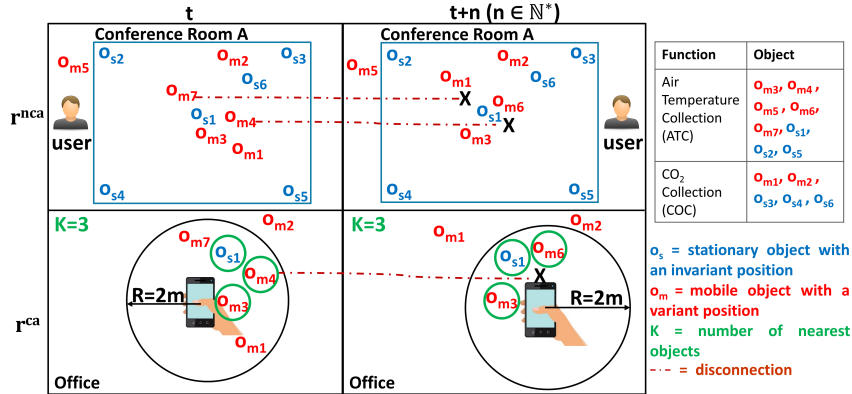 t
t+n (n ∈ ℕ*)
Conference Room A
Conference Room A
r^nca
user
o_m5
o_s2
o_m2
o_s3
o_s6
o_m7
o_s1
o_m4
o_m3
o_m1
o_s4
o_s5
o_m5
o_s2
o_m2
o_s3
o_m1
o_s6
X
o_m6
o_s1
X
o_m3
o_s4
o_s5
user
r^ca
K=3
o_m2
o_m7
o_s1
o_m4
R=2m
o_m3
o_m1
Office
K=3
o_m2
o_m1
o_s1
o_m6
X
o_m3
R=2m
Office
Function
Object
Air
Temperature
Collection
(ATC)
o_m3, o_m4,
o_m5, o_m6,
o_m7, o_s1,
o_s2, o_s5
CO₂
Collection
(COC)
o_m1, o_m2,
o_s3, o_s4, o_s6
o_s = stationary object with
an invariant position
o_m = mobile object with a
variant position
K = number of nearest
objects
= disconnection